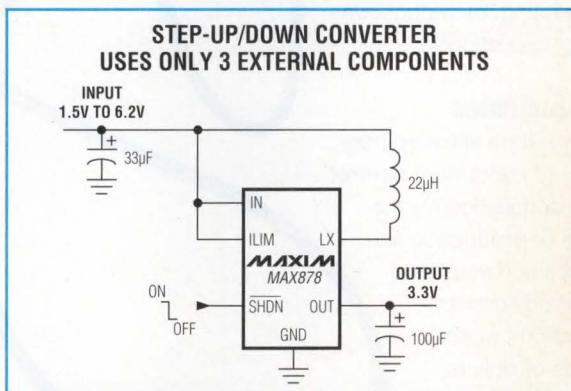 STEP-UP/DOWN CONVERTER
USES ONLY 3 EXTERNAL COMPONENTS
INPUT
1.5V TO 6.2V
+
33µF
22µH
IN
ILIM
LX
MAXIM
MAX878
ON
OFF
SHDN
OUT
GND
OUTPUT
3.3V
+
100µF